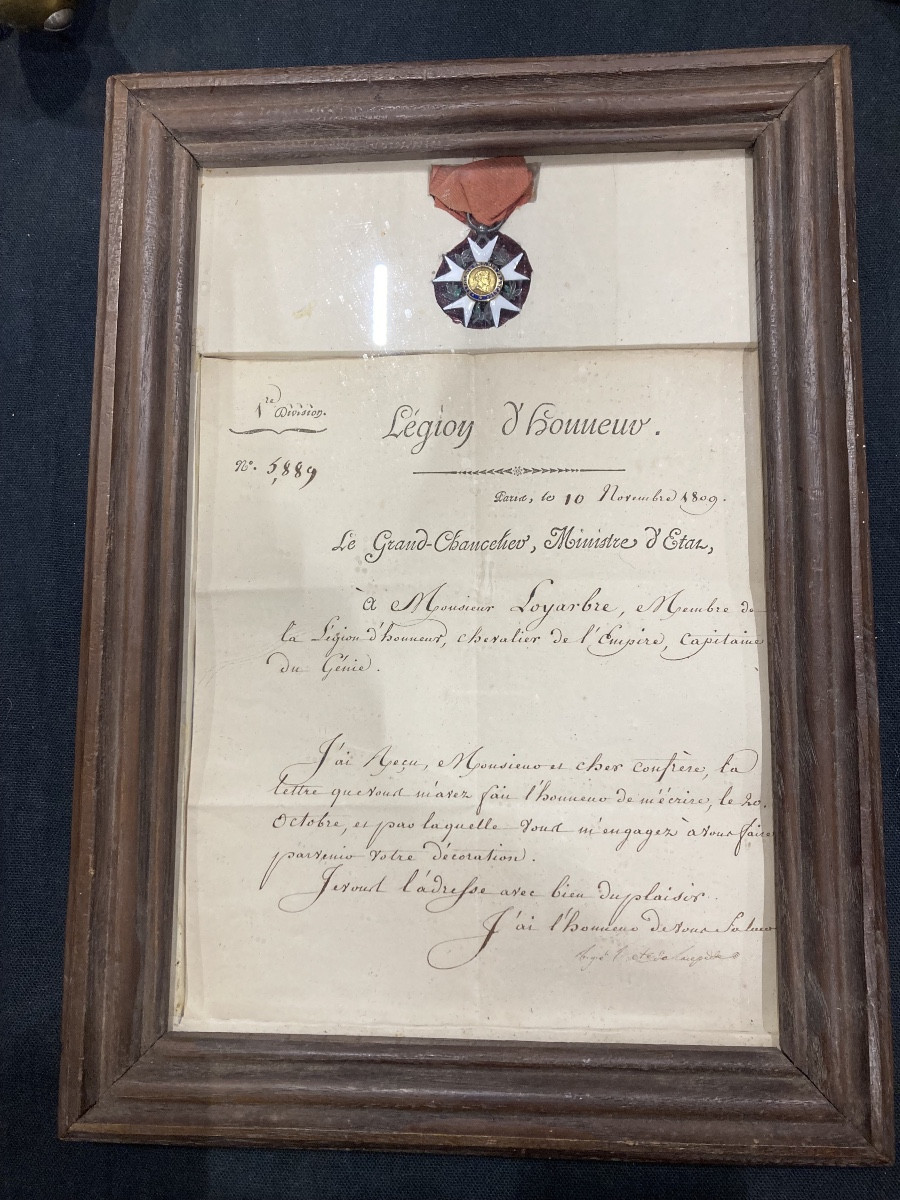 1re Division.
Légion d'honneur.
No. 5,889
Paris, le 10 Novembre 1809.
Le Grand-Chancelier, Ministre d'Etat,
à Monsieur Loyarbre, Membre de
la Légion d'honneur, chevalier de l'Empire, Capitaine
du Génie.
J'ai Reçu, Monsieur et cher confrère, la
lettre que vous m'avez fait l'honneur de m'écrire, le 20.
Octobre, et par laquelle vous m'engagez à vous faire
parvenir votre décoration.
Je vous l'adresse avec bien du plaisir.
J'ai l'honneur de vous Saluer